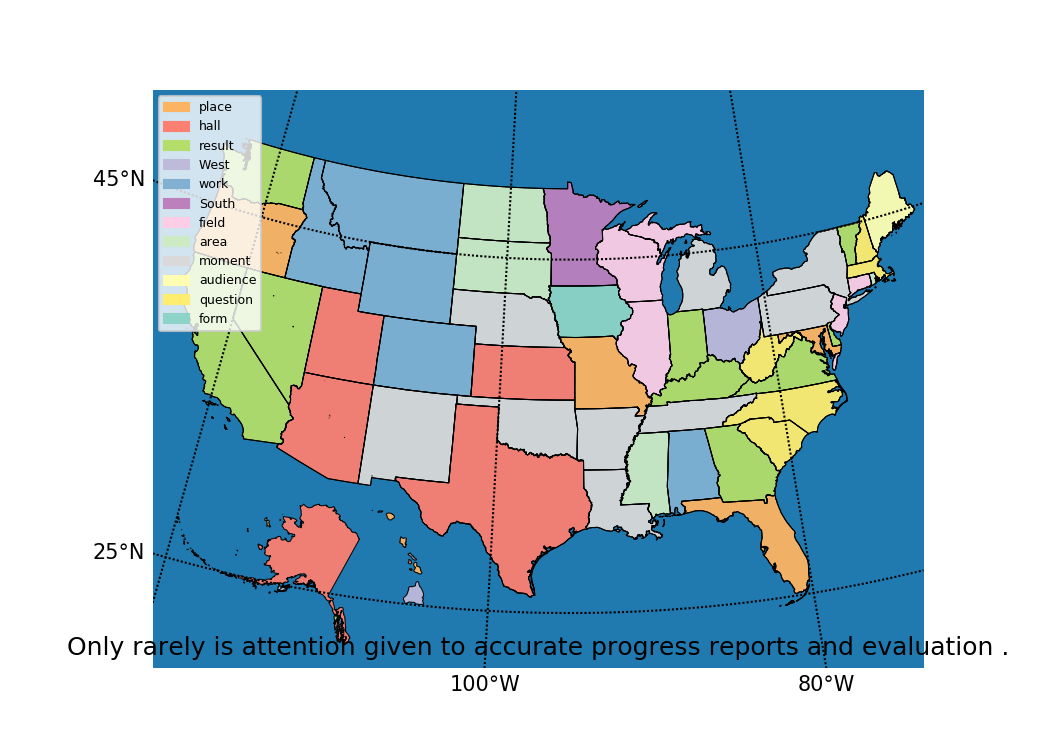 place
hall
result
West
work
South
field
area
moment
audience
question
form
45°N
25°N
Only rarely is attention given to accurate progress reports and evaluation .
100°W 80°W